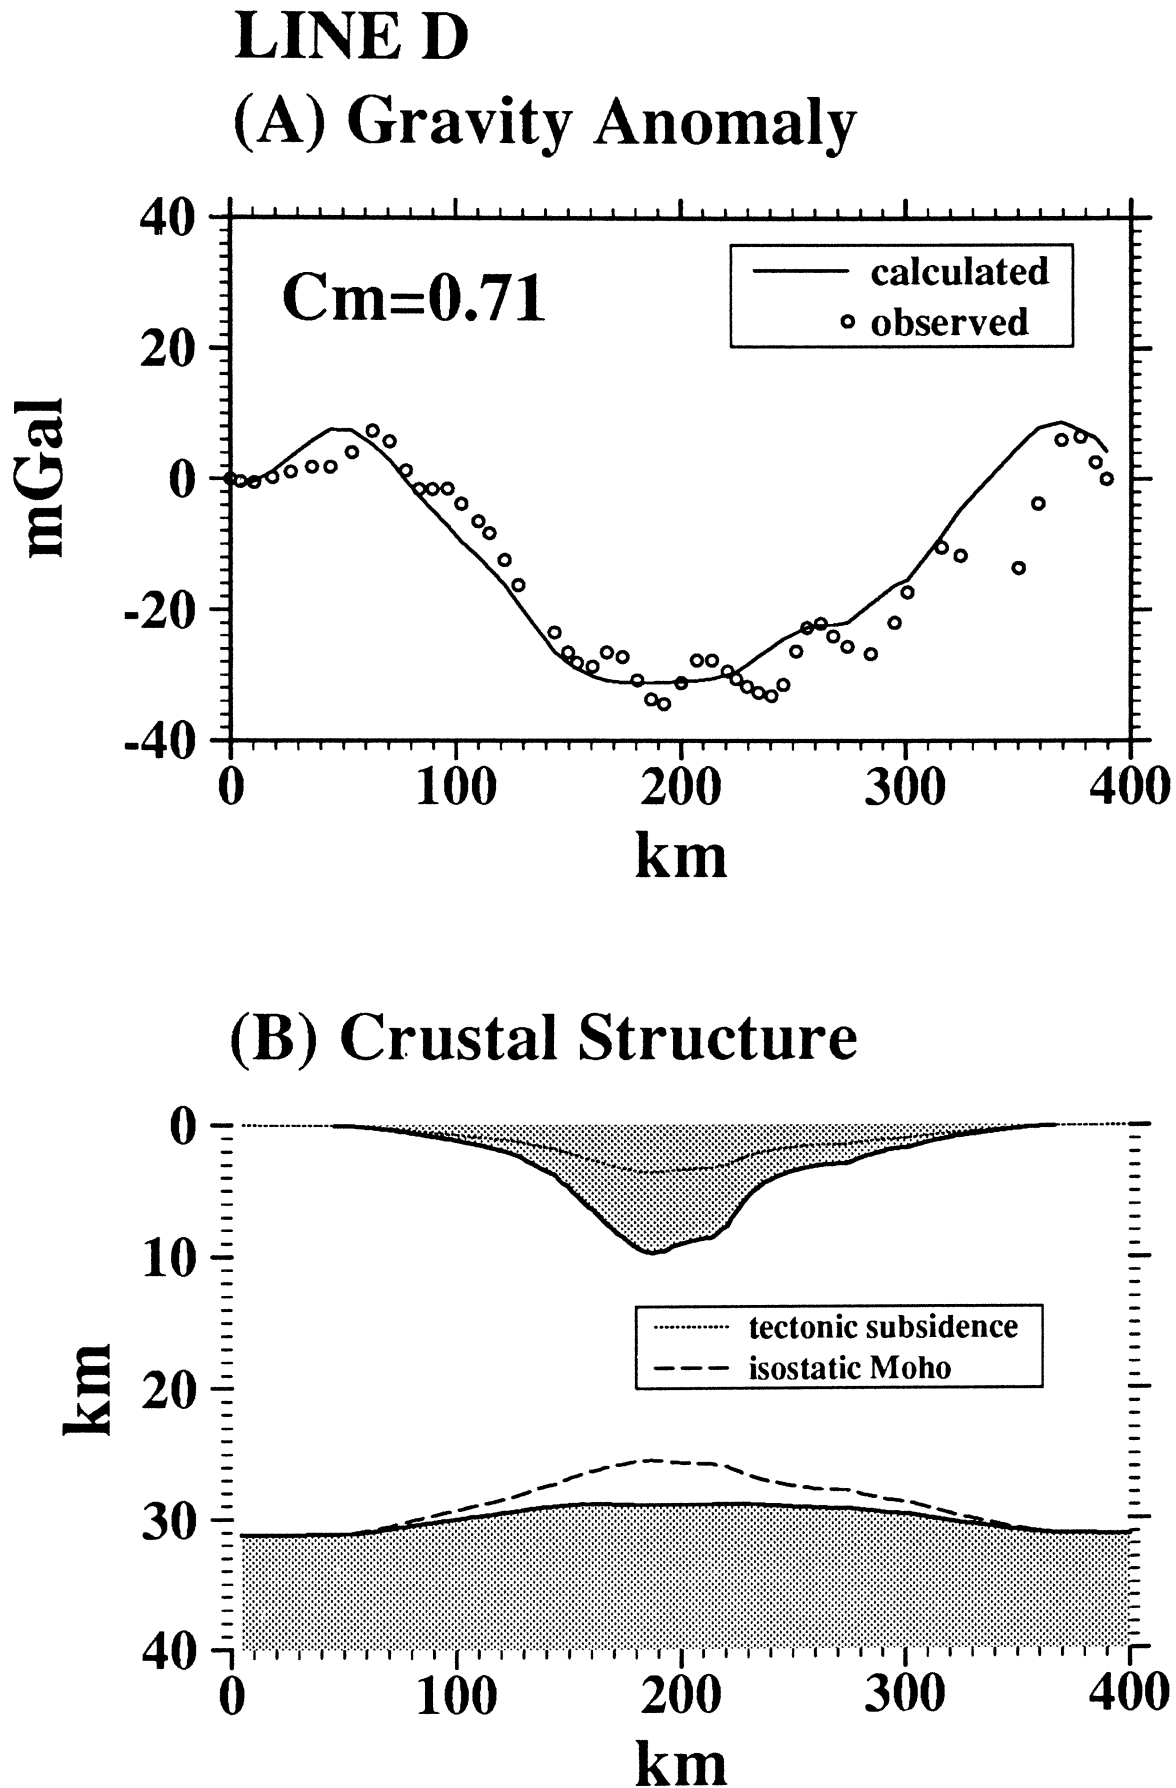 LINE D
(A) Gravity Anomaly
40
Cm=0.71
calculated
observed
20
mGal
0
-20
-40
0 100 200 300 400
km
(B) Crustal Structure
0
10
tectonic subsidence
isostatic Moho
km
20
30
40
0 100 200 300 400
km